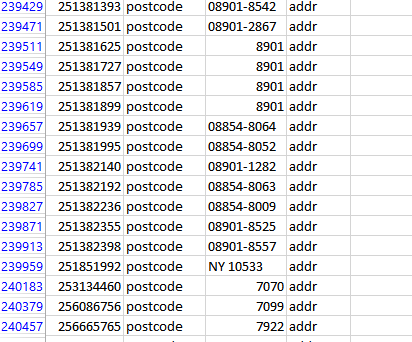 239429 251381393 postcode 08901-8542 addr
239471 251381501 postcode 08901-2867 addr
239511 251381625 postcode 8901 addr
239549 251381727 postcode 8901 addr
239585 251381857 postcode 8901 addr
239619 251381899 postcode 8901 addr
239657 251381939 postcode 08854-8064 addr
239699 251381995 postcode 08854-8052 addr
239741 251382140 postcode 08901-1282 addr
239785 251382192 postcode 08854-8063 addr
239827 251382236 postcode 08854-8009 addr
239871 251382355 postcode 08901-8525 addr
239913 251382398 postcode 08901-8557 addr
239959 251851992 postcode NY 10533 addr
240183 253134460 postcode 7070 addr
240379 256086756 postcode 7099 addr
240457 256665765 postcode 7922 addr